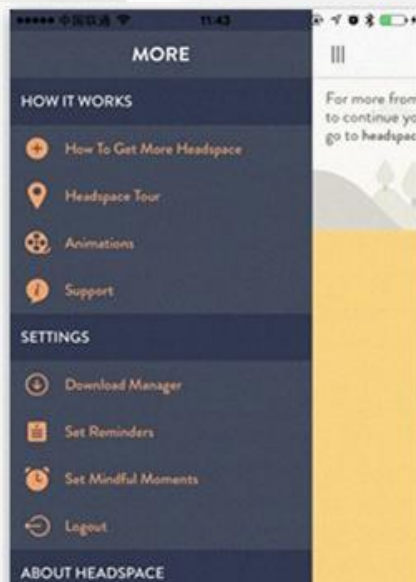 中国联通
11:43
MORE
HOW IT WORKS
How To Get More Headspace
Headspace Tour
Animations
Support
SETTINGS
Download Manager
Set Reminders
Set Mindful Moments
Logout
ABOUT HEADSPACE
For more from
to continue yo
go to headspac